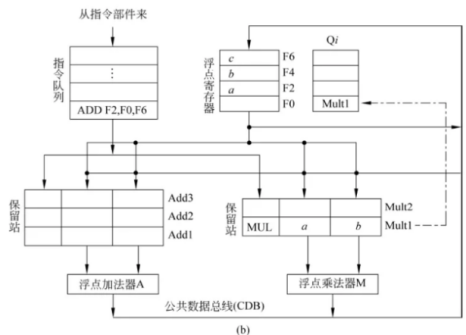 从指令部件来
指令队列
⋮
ADD F2,F0,F6
浮点寄存器
c F6
b F4
a F2
F0
Qi
Mult1
保留站
Add3
Add2
Add1
保留站
Mult2
MUL a b Mult1
浮点加法器A
浮点乘法器M
公共数据总线(CDB)
(b)